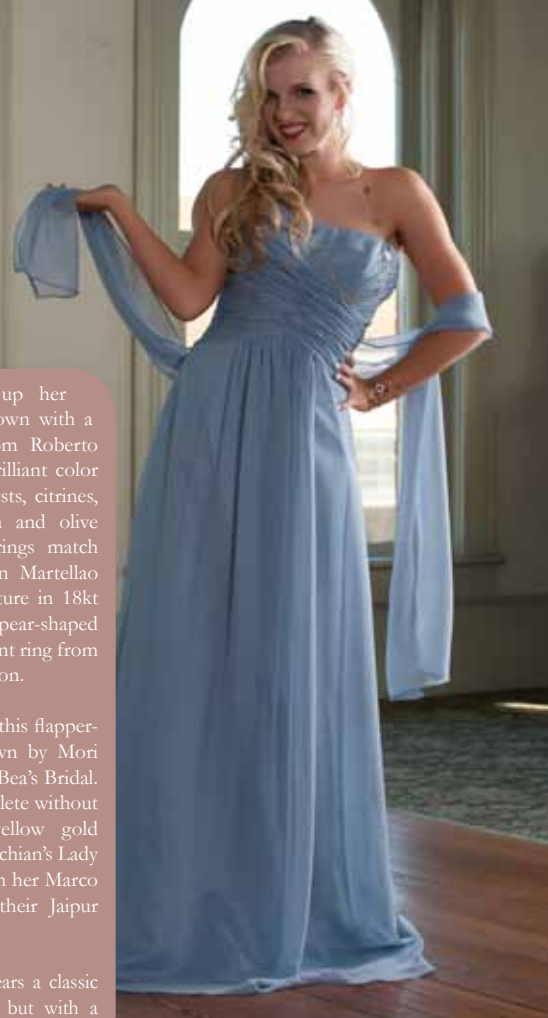 up her
own with a
om Roberto
rilliant color
sts, citrines,
n and olive
rings match
n Martellao
ture in 18kt
pear-shaped
nt ring from
on.
this flapper-
wn by Mori
Bea's Bridal.
lete without
yellow gold
chian's Lady
n her Marco
their Jaipur
ears a classic
but with a